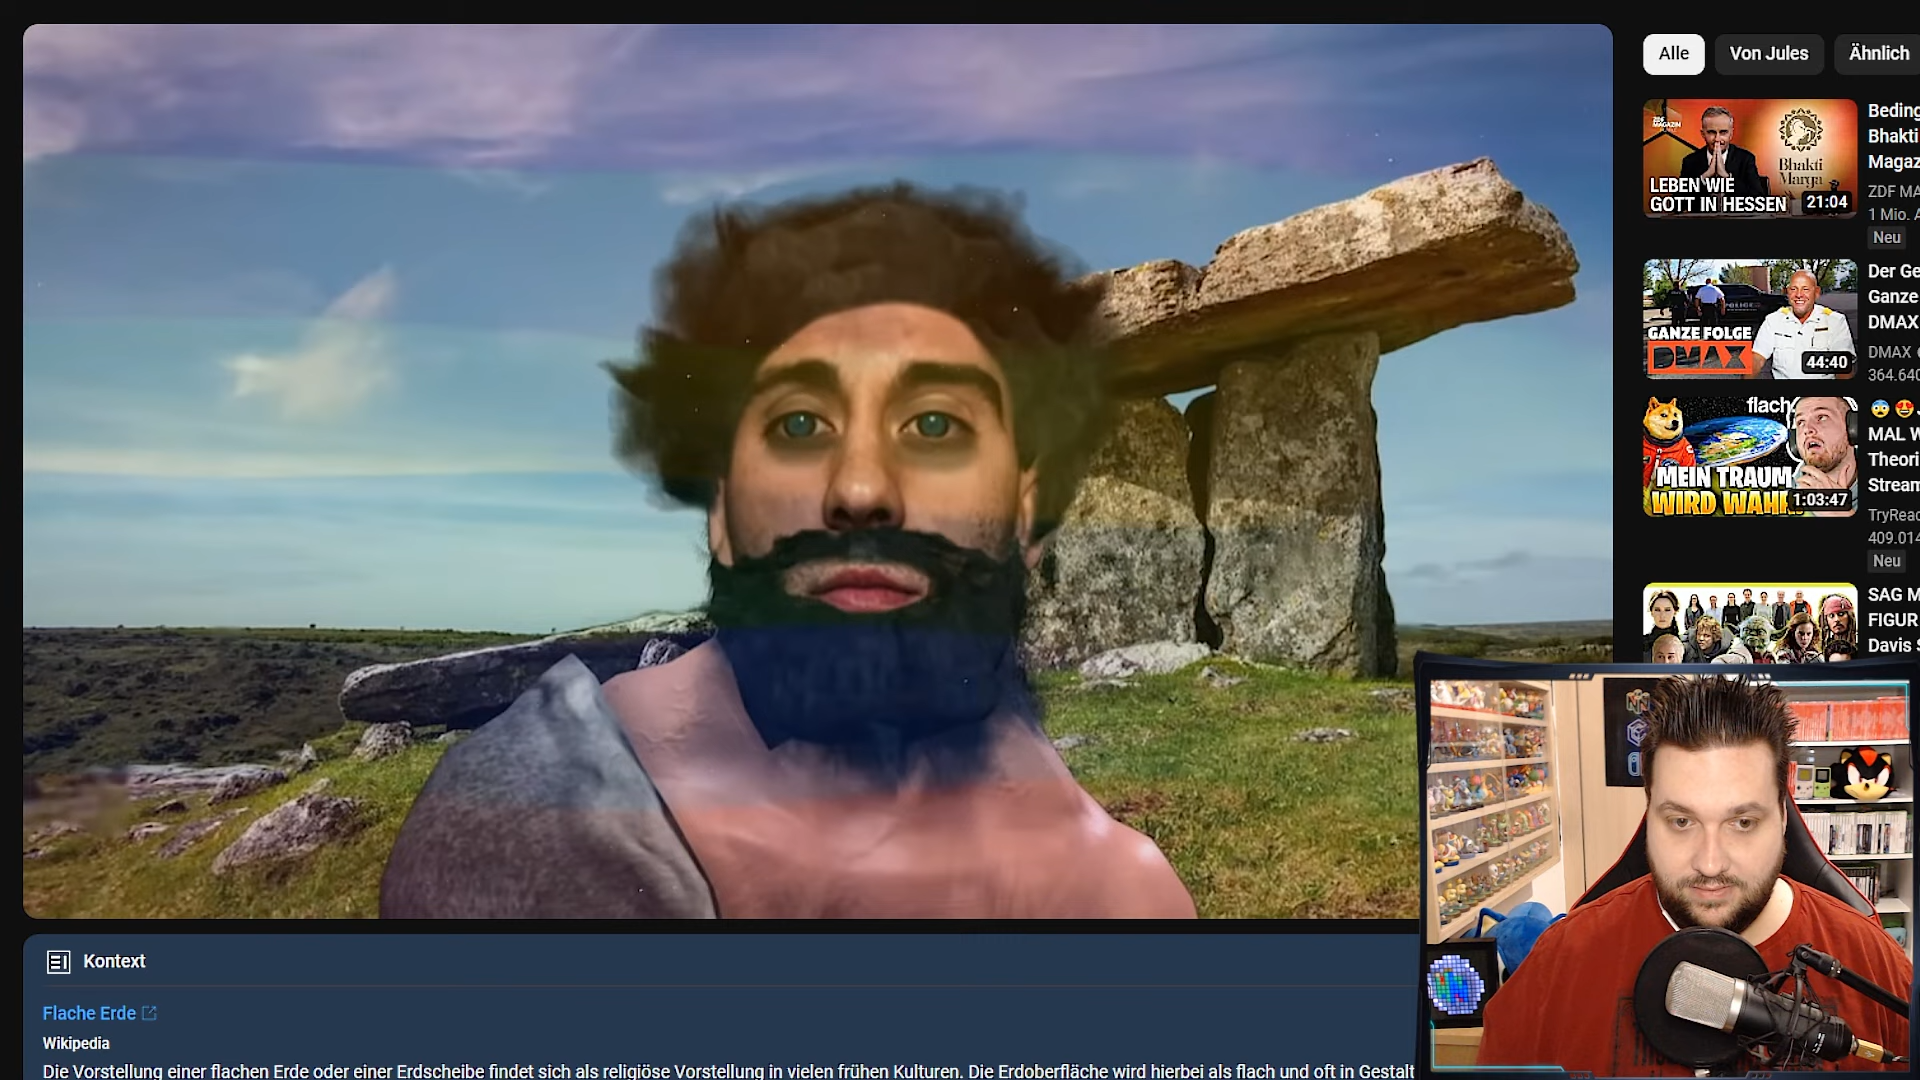 Alle
Von Jules
Ähnlich
ZDF
MAGAZIN
Bhakti
Marga
LEBEN WIE
GOTT IN HESSEN
21:04
Beding
Bhakti
Magaz
ZDF MA
1 Mio. A
Neu
POLICE
GANZE FOLGE
DMAX
44:40
Der Ge
Ganze
DMAX
DMAX
364.640
flach
MEIN TRAUM
WIRD WAHR
1:03:47
MAL W
Theori
Stream
TryReac
409.014
Neu
SAG M
FIGUR
Davis S
Kontext
Flache Erde
Wikipedia
Die Vorstellung einer flachen Erde oder einer Erdscheibe findet sich als religiöse Vorstellung in vielen frühen Kulturen. Die Erdoberfläche wird hierbei als flach und oft in Gestalt